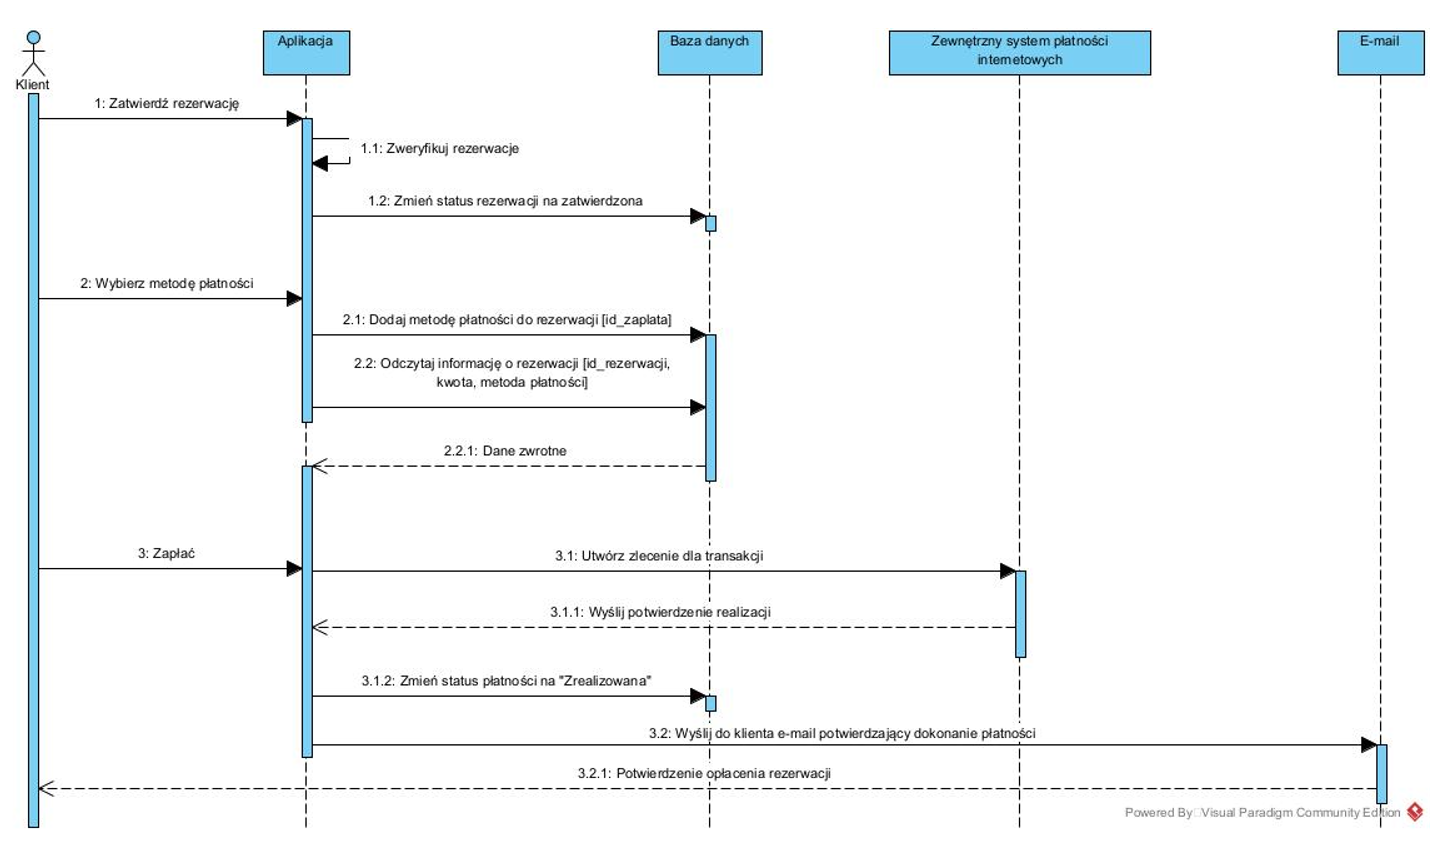 Klient
Aplikacja
Baza danych
Zewnętrzny system płatności
internetowych
E-mail
1: Zatwierdź rezerwację
1.1: Zweryfikuj rezerwacje
1.2: Zmień status rezerwacji na zatwierdzona
2: Wybierz metodę płatności
2.1: Dodaj metodę płatności do rezerwacji [id_zaplata]
2.2: Odczytaj informację o rezerwacji [id_rezerwacji,
kwota, metoda płatności]
2.2.1: Dane zwrotne
3: Zapłać
3.1: Utwórz zlecenie dla transakcji
3.1.1: Wyślij potwierdzenie realizacji
3.1.2: Zmień status płatności na "Zrealizowana"
3.2: Wyślij do klienta e-mail potwierdzający dokonanie płatności
3.2.1: Potwierdzenie opłacenia rezerwacji
Powered By Visual Paradigm Community Edition